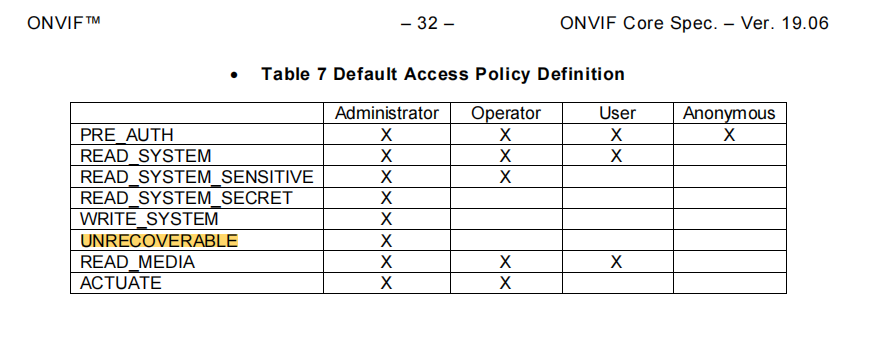 ONVIF™ – 32 – ONVIF Core Spec. – Ver. 19.06
• Table 7 Default Access Policy Definition
Administrator Operator User Anonymous
PRE_AUTH X X X X
READ_SYSTEM X X X
READ_SYSTEM_SENSITIVE X X
READ_SYSTEM_SECRET X
WRITE_SYSTEM X
UNRECOVERABLE X
READ_MEDIA X X X
ACTUATE X X